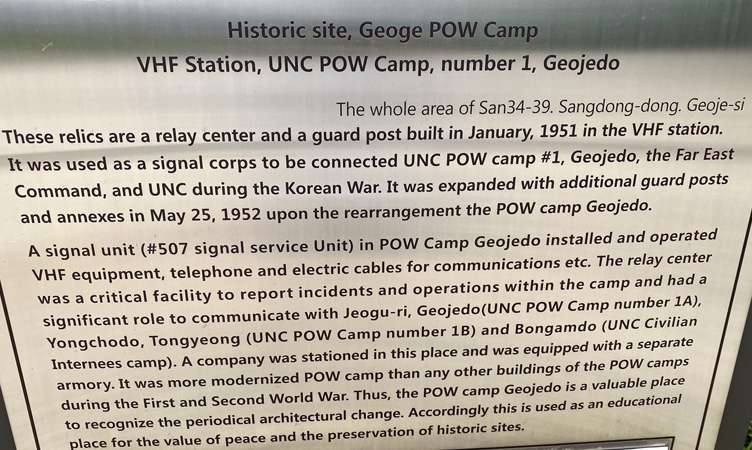 Historic site, Geoge POW Camp
VHF Station, UNC POW Camp, number 1, Geojedo
The whole area of San34-39. Sangdong-dong. Geoje-si
These relics are a relay center and a guard post built in January, 1951 in the VHF station.
It was used as a signal corps to be connected UNC POW camp #1, Geojedo, the Far East
Command, and UNC during the Korean War. It was expanded with additional guard posts
and annexes in May 25, 1952 upon the rearrangement the POW camp Geojedo.
A signal unit (#507 signal service Unit) in POW Camp Geojedo installed and operated
VHF equipment, telephone and electric cables for communications etc. The relay center
was a critical facility to report incidents and operations within the camp and had a
significant role to communicate with Jeogu-ri, Geojedo(UNC POW Camp number 1A),
Yongchodo, Tongyeong (UNC POW Camp number 1B) and Bongamdo (UNC Civilian
Internees camp). A company was stationed in this place and was equipped with a separate
armory. It was more modernized POW camp than any other buildings of the POW camps
during the First and Second World War. Thus, the POW camp Geojedo is a valuable place
to recognize the periodical architectural change. Accordingly this is used as an educational
place for the value of peace and the preservation of historic sites.